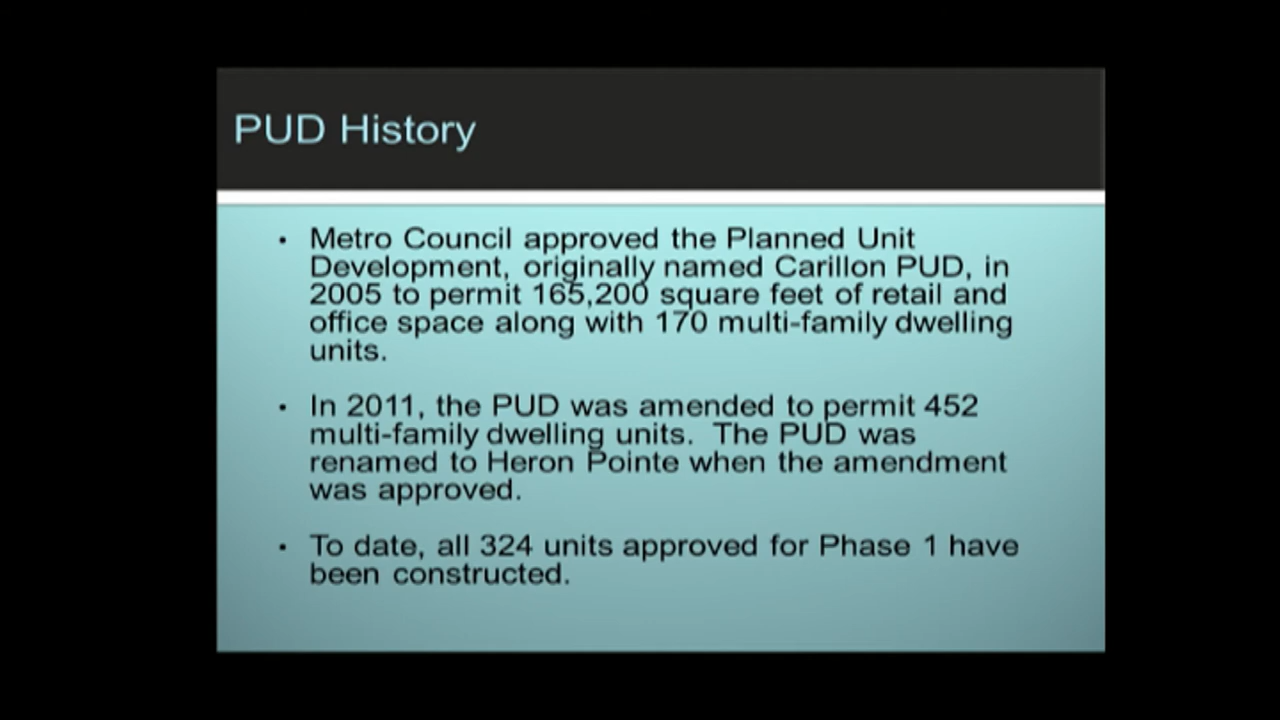 PUD History
• Metro Council approved the Planned Unit
Development, originally named Carillon PUD, in
2005 to permit 165,200 square feet of retail and
office space along with 170 multi-family dwelling
units.
• In 2011, the PUD was amended to permit 452
multi-family dwelling units.  The PUD was
renamed to Heron Pointe when the amendment
was approved.
• To date, all 324 units approved for Phase 1 have
been constructed.